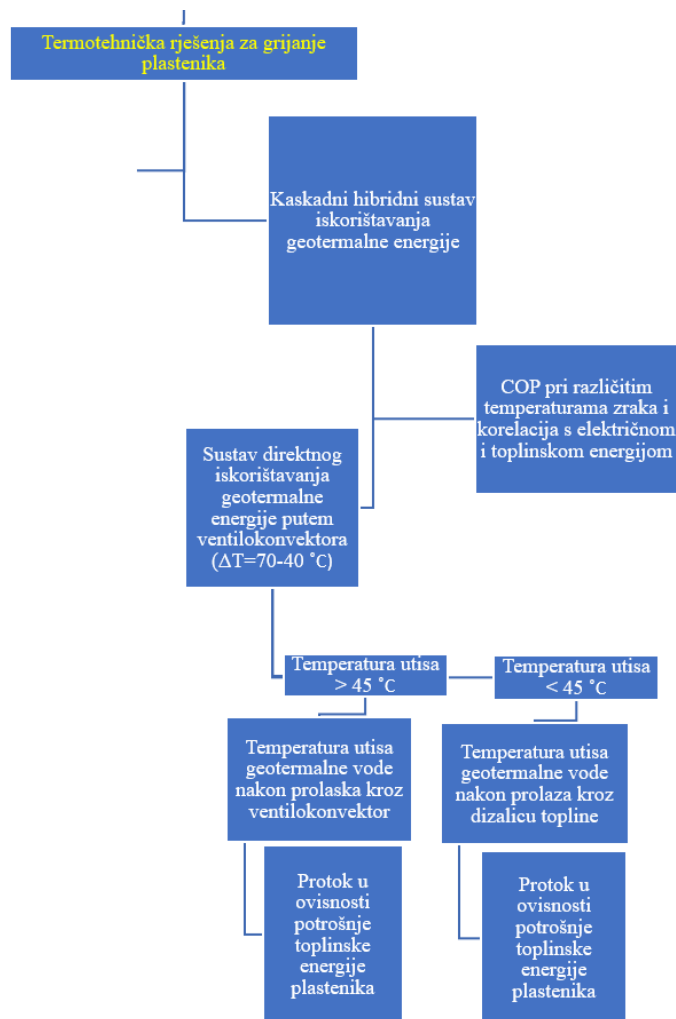 Termotehnička rješenja za grijanje
plastenika
Kaskadni hibridni sustav
iskorištavanja
geotermalne energije
COP pri različitim
temperaturama zraka i
korelacija s električnom
i toplinskom energijom
Sustav direktnog
iskorištavanja
geotermalne
energije putem
ventilokonvektora
(ΔT=70-40 ˚C)
Temperatura utisa
> 45 ˚C
Temperatura utisa
< 45 ˚C
Temperatura utisa
geotermalne vode
nakon prolaska kroz
ventilokonvektor
Temperatura utisa
geotermalne vode
nakon prolaza kroz
dizalicu topline
Protok u
ovisnosti
potrošnje
toplinske
energije
plastenika
Protok u
ovisnosti
potrošnje
toplinske
energije
plastenika